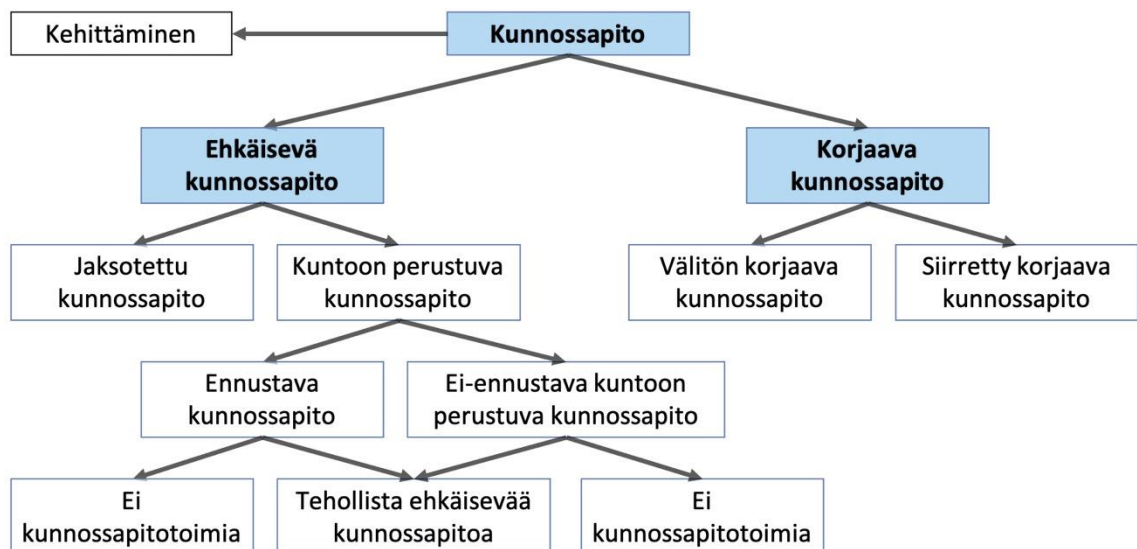 Kehittäminen
Kunnossapito
Ehkäisevä
kunnossapito
Korjaava
kunnossapito
Jaksotettu
kunnossapito
Kuntoon perustuva
kunnossapito
Välitön korjaava
kunnossapito
Siirretty korjaava
kunnossapito
Ennustava
kunnossapito
Ei-ennustava kuntoon
perustuva kunnossapito
Ei
kunnossapitotoimia
Tehollista ehkäisevää
kunnossapitoa
Ei
kunnossapitotoimia